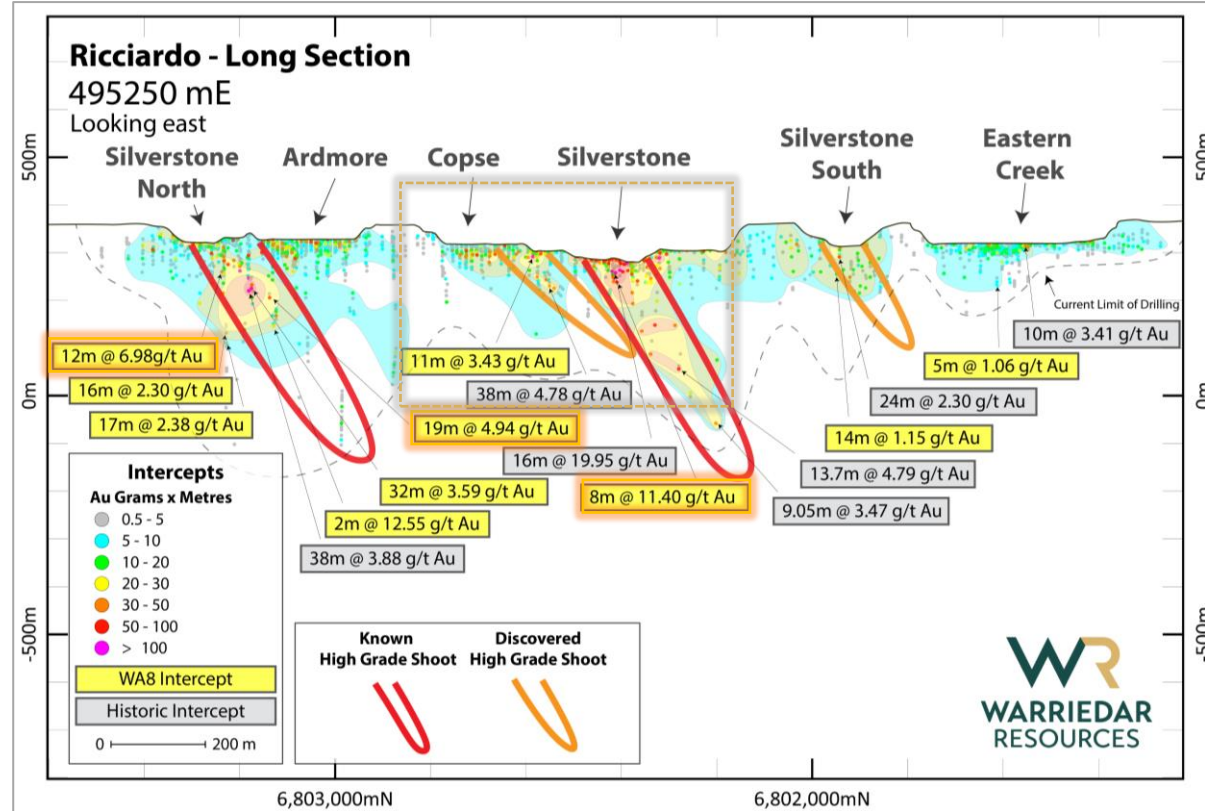 Ricciardo - Long Section
495250 mE
Looking east
Silverstone
North
Ardmore
Copse
Silverstone
Silverstone
South
Eastern
Creek
500m
0m
-500m
500m
0m
-500m
Current Limit of Drilling
12m @ 6.98g/t Au
16m @ 2.30 g/t Au
17m @ 2.38 g/t Au
11m @ 3.43 g/t Au
38m @ 4.78 g/t Au
19m @ 4.94 g/t Au
16m @ 19.95 g/t Au
32m @ 3.59 g/t Au
8m @ 11.40 g/t Au
2m @ 12.55 g/t Au
38m @ 3.88 g/t Au
10m @ 3.41 g/t Au
5m @ 1.06 g/t Au
24m @ 2.30 g/t Au
14m @ 1.15 g/t Au
13.7m @ 4.79 g/t Au
9.05m @ 3.47 g/t Au
Intercepts
Au Grams x Metres
0.5 - 5
5 - 10
10 - 20
20 - 30
30 - 50
50 - 100
> 100
WA8 Intercept
Historic Intercept
0 200 m
Known
High Grade Shoot
Discovered
High Grade Shoot
WR
WARRIEDAR
RESOURCES
6,803,000mN
6,802,000mN